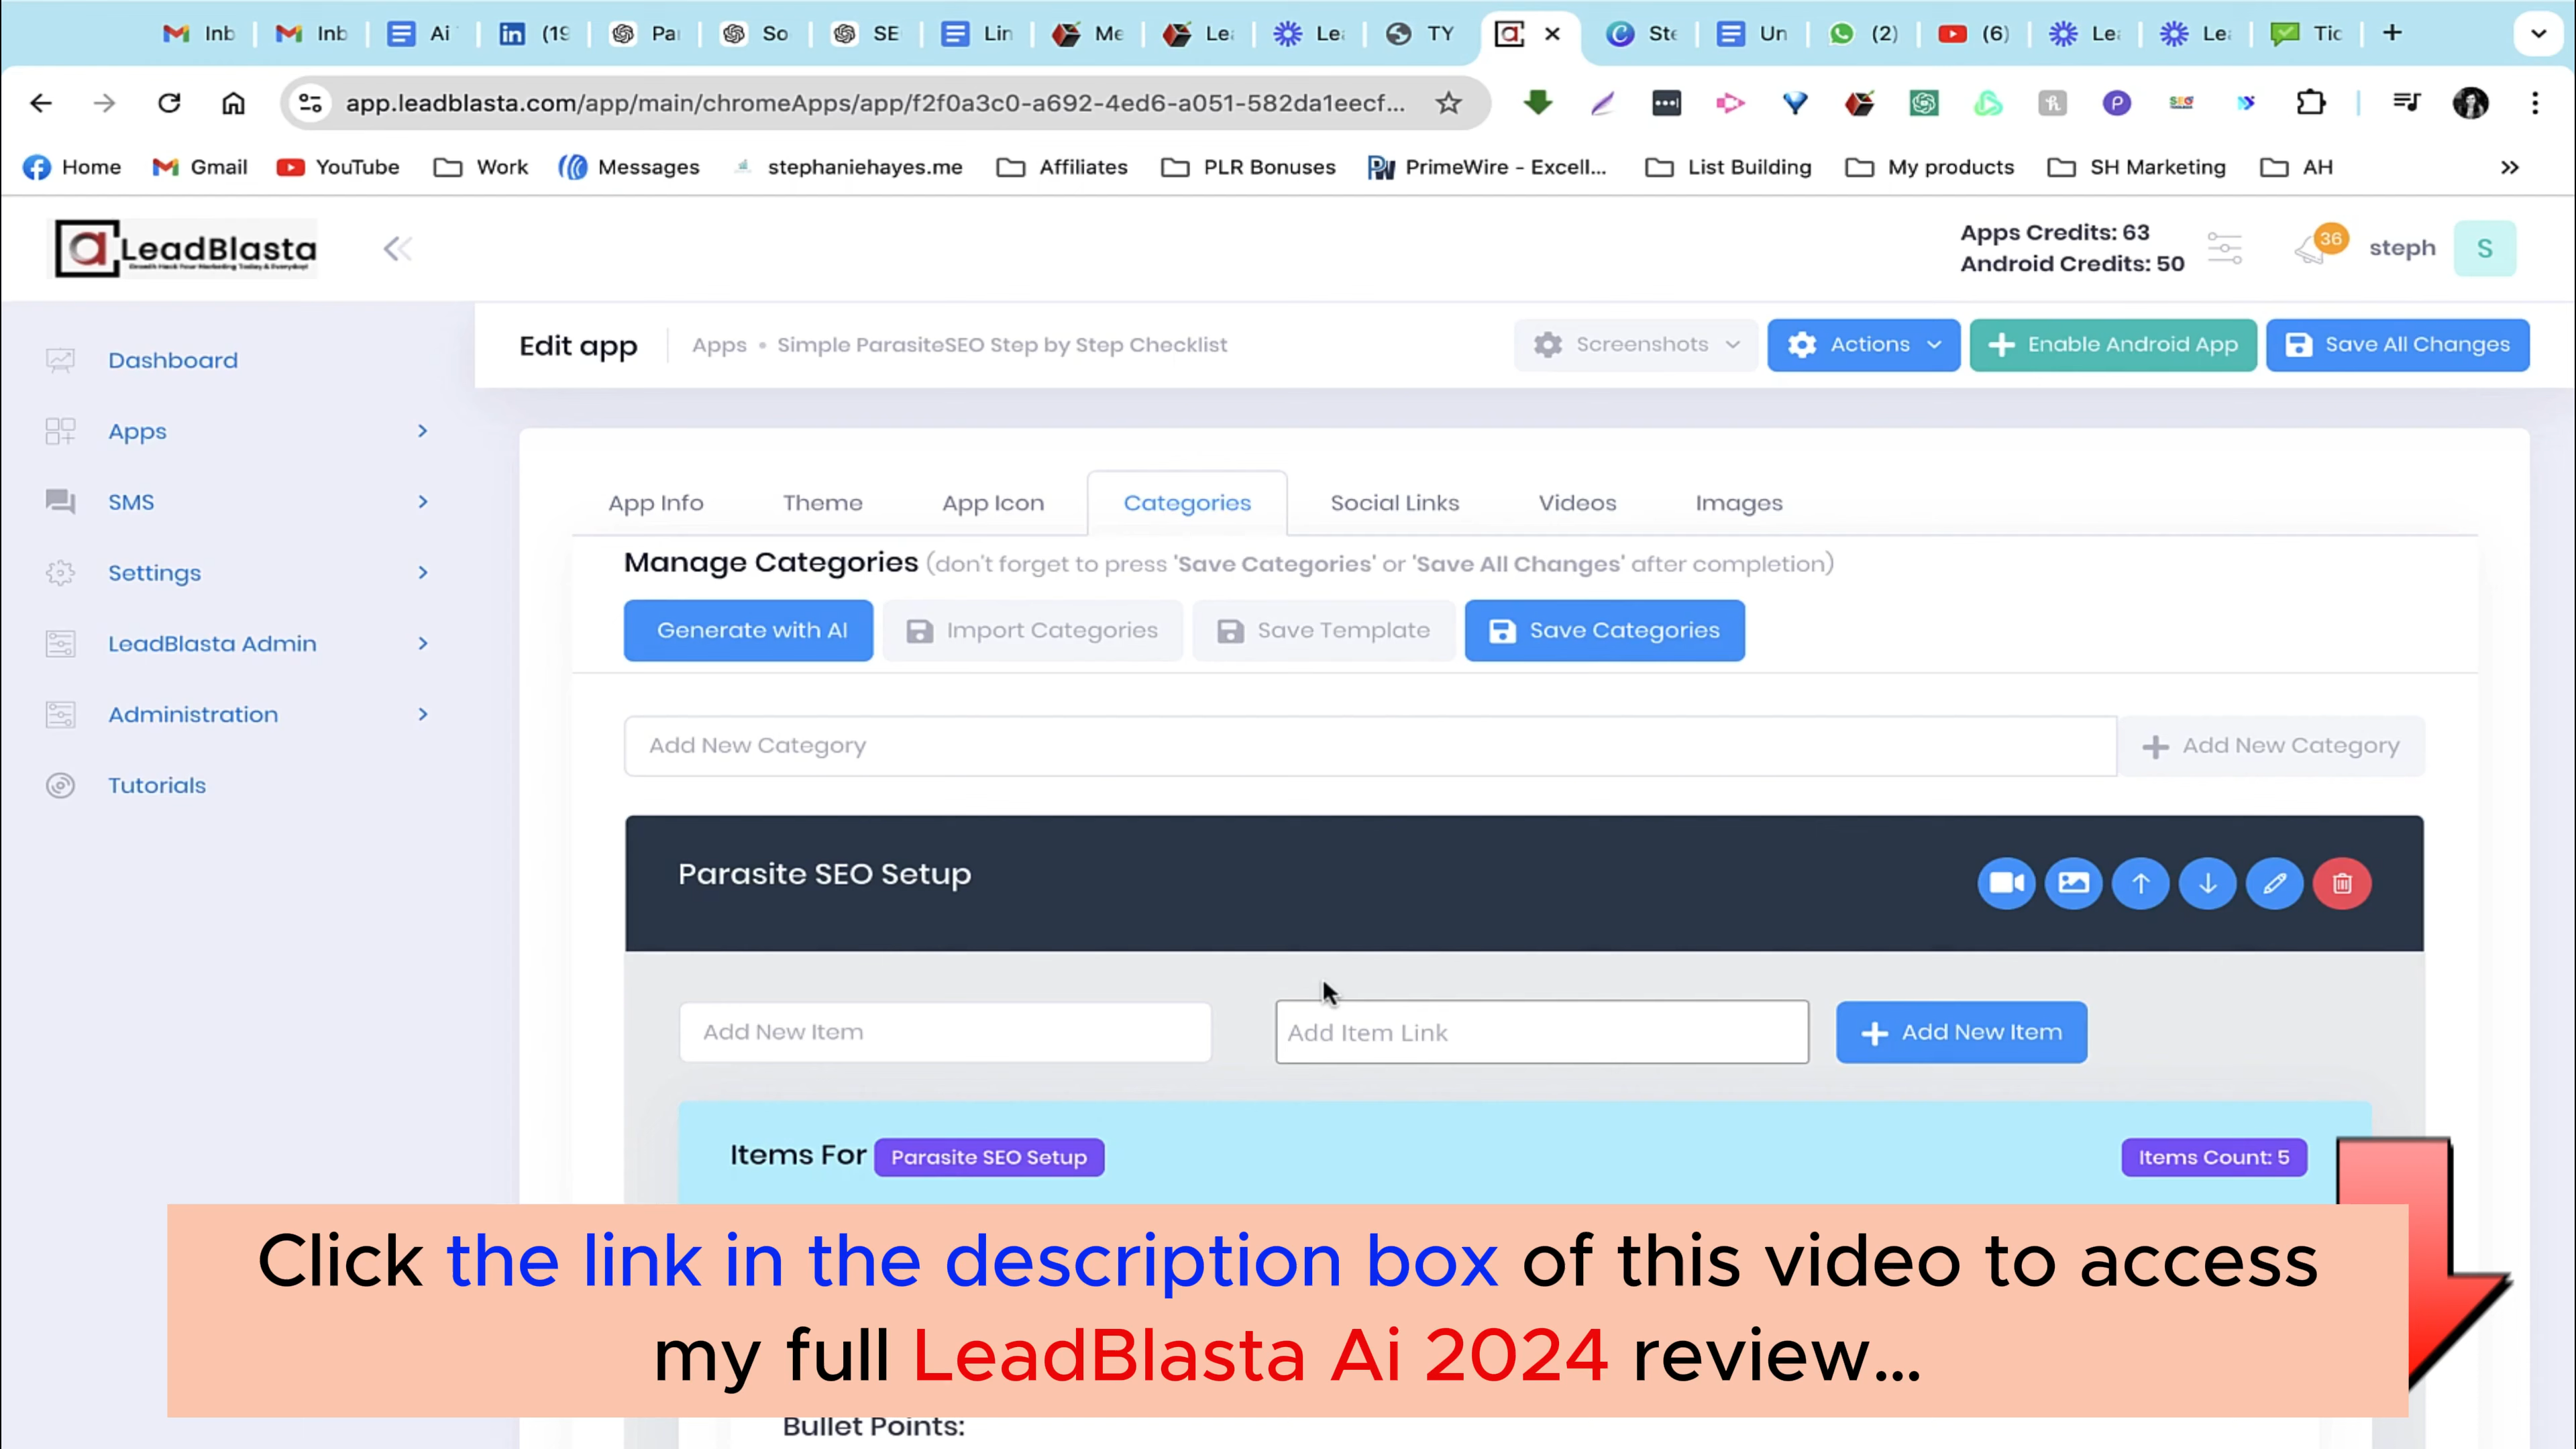 Inb
Inb
Ai
(19
Pa
So
SE
Lin
Me
Le
Le
TY
a
Ste
Un
(2)
(6)
Le
Le
Tic
app.leadblasta.com/app/main/chromeApps/app/f2f0a3c0-a692-4ed6-a051-582da1eecf...
Home
Gmail
YouTube
Work
Messages
stephaniehayes.me
Affiliates
PLR Bonuses
PrimeWire - Excell...
List Building
My products
SH Marketing
AH
a LeadBlasta
Growth Hack Your Marketing Today & Everyday!
Apps Credits: 63
Android Credits: 50
36
steph
S
Edit app
Apps • Simple ParasiteSEO Step by Step Checklist
Screenshots
Actions
Enable Android App
Save All Changes
Dashboard
Apps
SMS
Settings
LeadBlasta Admin
Administration
Tutorials
App Info
Theme
App Icon
Categories
Social Links
Videos
Images
Manage Categories (don't forget to press 'Save Categories' or 'Save All Changes' after completion)
Generate with AI
Import Categories
Save Template
Save Categories
Add New Category
+ Add New Category
Parasite SEO Setup
Add New Item
Add Item Link
+ Add New Item
Items For Parasite SEO Setup
Items Count: 5
Click the link in the description box of this video to access
my full LeadBlasta Ai 2024 review...
Bullet Points: